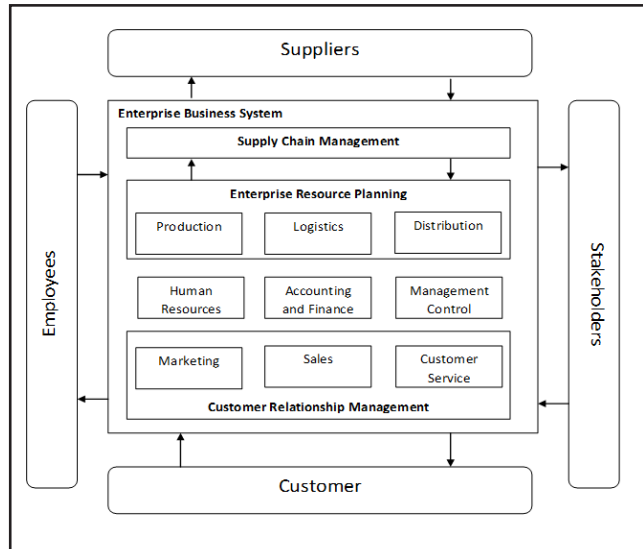 Suppliers
Enterprise Business System
Supply Chain Management
Enterprise Resource Planning
Production
Logistics
Distribution
Human
Resources
Accounting
and Finance
Management
Control
Marketing
Sales
Customer
Service
Customer Relationship Management
Employees
Stakeholders
Customer